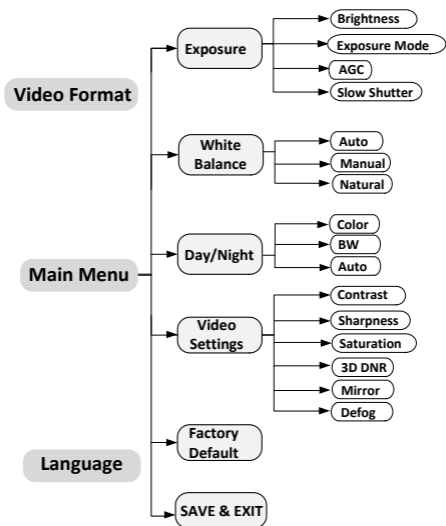 Video Format
Main Menu
Language
Exposure
Brightness
Exposure Mode
AGC
Slow Shutter
White
Balance
Auto
Manual
Natural
Day/Night
Color
BW
Auto
Video
Settings
Contrast
Sharpness
Saturation
3D DNR
Mirror
Defog
Factory
Default
SAVE & EXIT